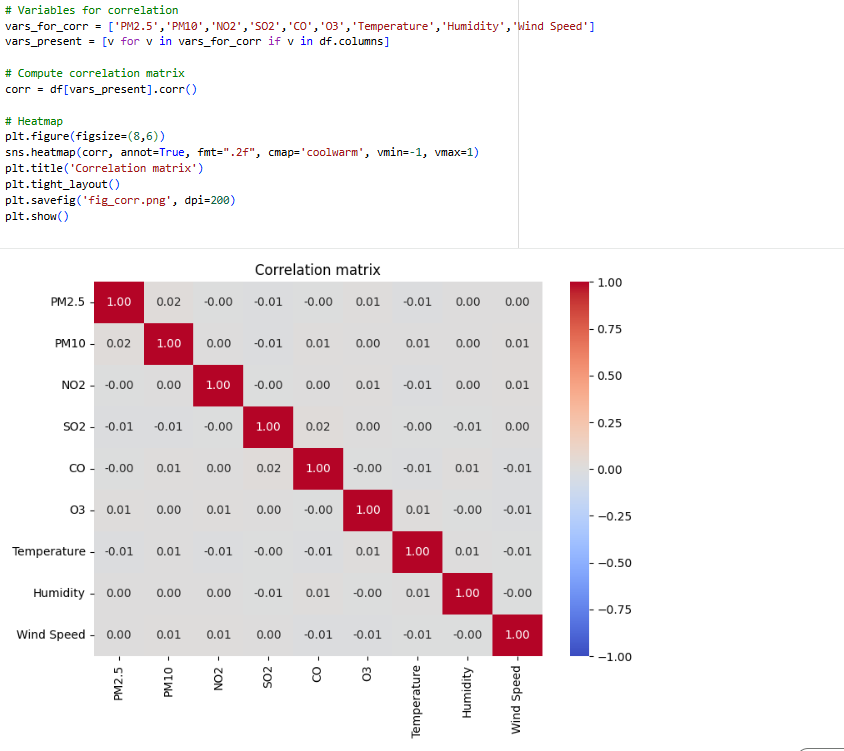 # Variables for correlation
vars_for_corr = ['PM2.5','PM10','NO2','SO2','CO','O3','Temperature','Humidity','Wind Speed']
vars_present = [v for v in vars_for_corr if v in df.columns]
# Compute correlation matrix
corr = df[vars_present].corr()
# Heatmap
plt.figure(figsize=(8,6))
sns.heatmap(corr, annot=True, fmt=".2f", cmap='coolwarm', vmin=-1, vmax=1)
plt.title('Correlation matrix')
plt.tight_layout()
plt.savefig('fig_corr.png', dpi=200)
plt.show()
Correlation matrix
PM2.5 1.00 0.02 -0.00 -0.01 -0.00 0.01 -0.01 0.00 0.00
PM10 0.02 1.00 0.00 -0.01 0.01 0.00 0.01 0.00 0.01
NO2 -0.00 0.00 1.00 -0.00 0.00 0.01 -0.01 0.00 0.01
SO2 -0.01 -0.01 -0.00 1.00 0.02 0.00 -0.00 -0.01 0.00
CO -0.00 0.01 0.00 0.02 1.00 -0.00 -0.01 0.01 -0.01
O3 0.01 0.00 0.01 0.00 -0.00 1.00 0.01 -0.00 -0.01
Temperature -0.01 0.01 -0.01 -0.00 -0.01 0.01 1.00 0.01 -0.01
Humidity 0.00 0.00 0.00 -0.01 0.01 -0.00 0.01 1.00 -0.00
Wind Speed 0.00 0.01 0.01 0.00 -0.01 -0.01 -0.01 -0.00 1.00
PM2.5 PM10 NO2 SO2 CO O3 Temperature Humidity Wind Speed
1.00
0.75
0.50
0.25
0.00
−0.25
−0.50
−0.75
−1.00